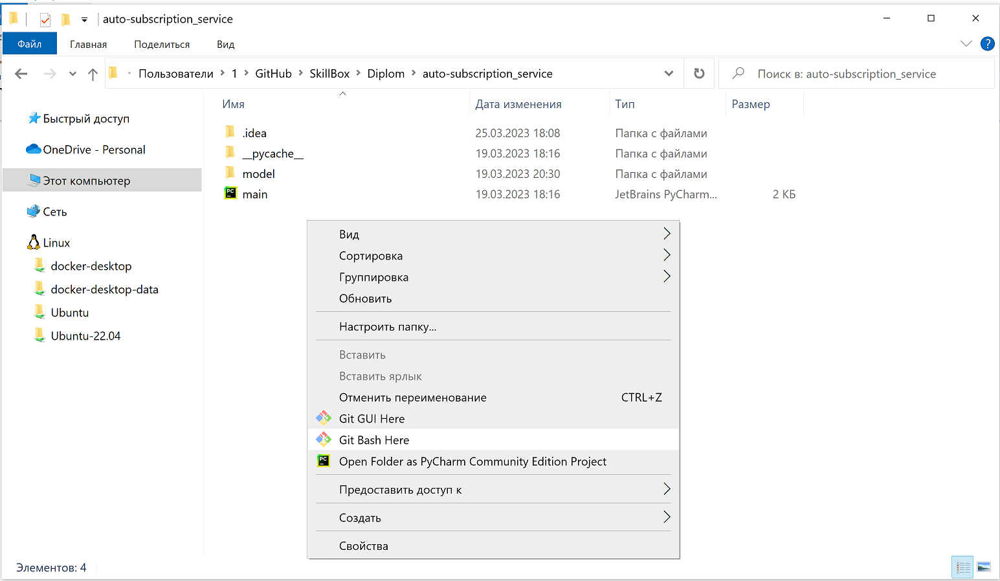 auto-subscription_service
Файл Главная Поделиться Вид
Пользователи 1 GitHub SkillBox Diplom auto-subscription_service Поиск в: auto-subscription_service
Имя Дата изменения Тип Размер
Быстрый доступ
OneDrive - Personal
Этот компьютер
Сеть
Linux
docker-desktop
docker-desktop-data
Ubuntu
Ubuntu-22.04
.idea 25.03.2023 18:08 Папка с файлами
__pycache__ 19.03.2023 18:16 Папка с файлами
model 19.03.2023 20:30 Папка с файлами
main 19.03.2023 18:16 JetBrains PyCharm... 2 КБ
Вид
Сортировка
Группировка
Обновить
Настроить папку...
Вставить
Вставить ярлык
Отменить переименование CTRL+Z
Git GUI Here
Git Bash Here
PC Open Folder as PyCharm Community Edition Project
Предоставить доступ к
Создать
Свойства
Элементов: 4